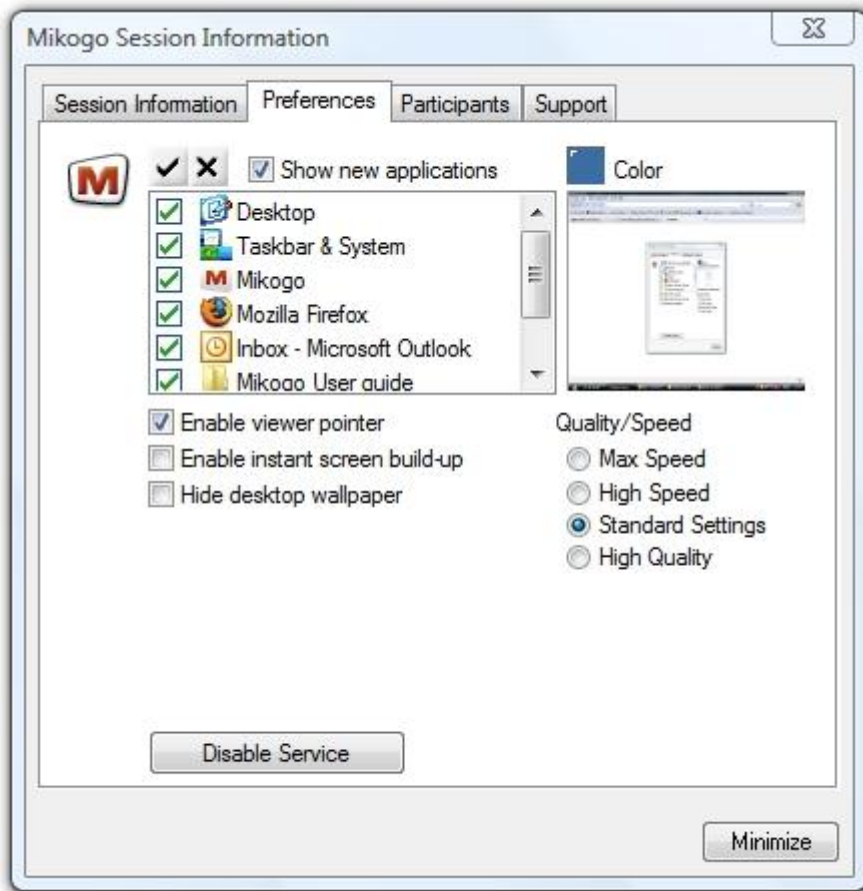 Mikogo Session Information
Session Information Preferences Participants Support
M Show new applications Color
Desktop
Taskbar & System
M Mikogo
Mozilla Firefox
Inbox - Microsoft Outlook
Mikogo User guide
Enable viewer pointer
Enable instant screen build-up
Hide desktop wallpaper
Quality/Speed
Max Speed
High Speed
Standard Settings
High Quality
Disable Service
Minimize